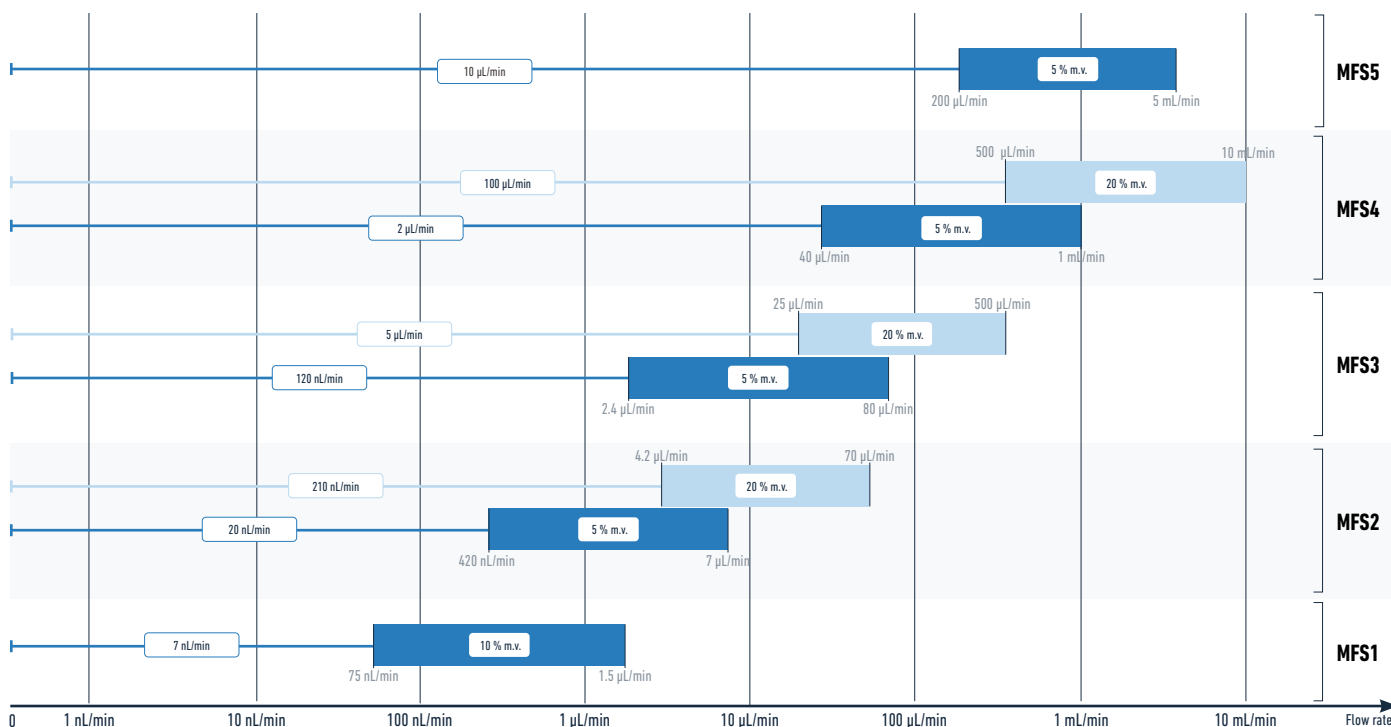 10 µL/min
5 % m.v.
MFS5
200 µL/min
5 mL/min
500 µL/min
10 mL/min
100 µL/min
20 % m.v.
MFS4
2 µL/min
5 % m.v.
40 µL/min
1 mL/min
25 µL/min
500 µL/min
5 µL/min
20 % m.v.
MFS3
120 nL/min
5 % m.v.
2.4 µL/min
80 µL/min
4.2 µL/min
70 µL/min
210 nL/min
20 % m.v.
MFS2
20 nL/min
5 % m.v.
420 nL/min
7 µL/min
7 nL/min
10 % m.v.
MFS1
75 nL/min
1.5 µL/min
0
1 nL/min
10 nL/min
100 nL/min
1 µL/min
10 µL/min
100 µL/min
1 mL/min
10 mL/min
Flow rate